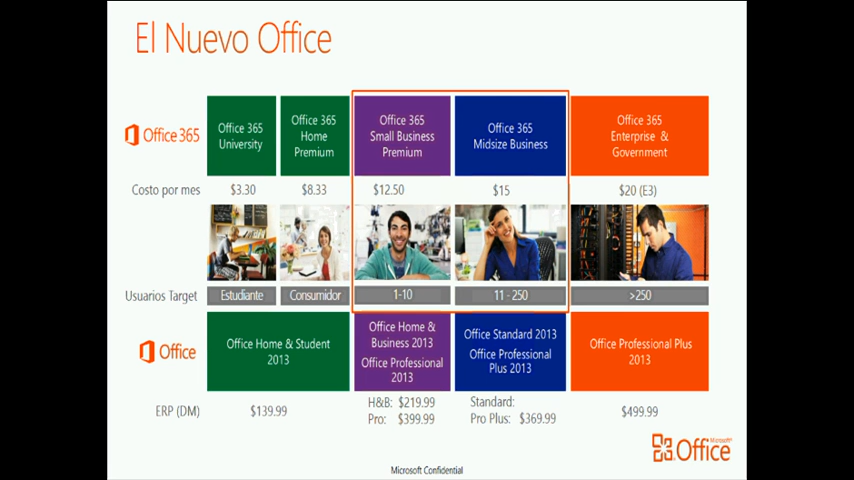 El Nuevo Office
Office 365
Office 365
University
Office 365
Home
Premium
Office 365
Small Business
Premium
Office 365
Midsize Business
Office 365
Enterprise &
Government
Costo por mes
$3.30
$8.33
$12.50
$15
$20 (E3)
Usuarios Target
Estudiante
Consumidor
1-10
11 - 250
>250
Office
Office Home & Student
2013
Office Home &
Business 2013
Office Professional
2013
Office Standard 2013
Office Professional
Plus 2013
Office Professional Plus
2013
ERP (DM)
$139.99
H&B: $219.99
Pro: $399.99
Standard:
Pro Plus: $369.99
$499.99
Microsoft
Office
Microsoft Confidential